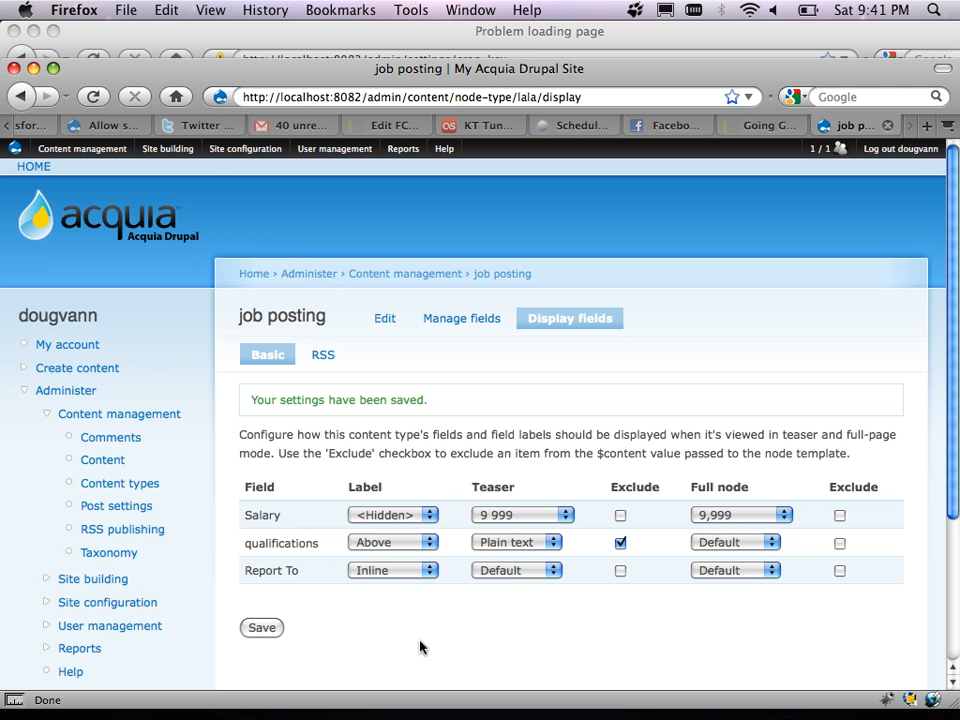 Firefox File Edit View History Bookmarks Tools Window Help Sat 9:41 PM
Problem loading page
job posting | My Acquia Drupal Site
http://localhost:8082/admin/content/node-type/lala/display Google
sfor... Allow s... Twitter ... 40 unre... Edit FC... KT Tun... Schedul... Facebo... Going G... job p...
Content management Site building Site configuration User management Reports Help 1 / 1 Log out dougvann
HOME
acquia
Acquia Drupal
Home › Administer › Content management › job posting
dougvann
My account
Create content
Administer
Content management
Comments
Content
Content types
Post settings
RSS publishing
Taxonomy
Site building
Site configuration
User management
Reports
Help
job posting Edit Manage fields Display fields
Basic RSS
Your settings have been saved.
Configure how this content type's fields and field labels should be displayed when it's viewed in teaser and full-page
mode. Use the 'Exclude' checkbox to exclude an item from the $content value passed to the node template.
Field Label Teaser Exclude Full node Exclude
Salary <Hidden> 9 999 9,999
qualifications Above Plain text Default
Report To Inline Default Default
Save
Done